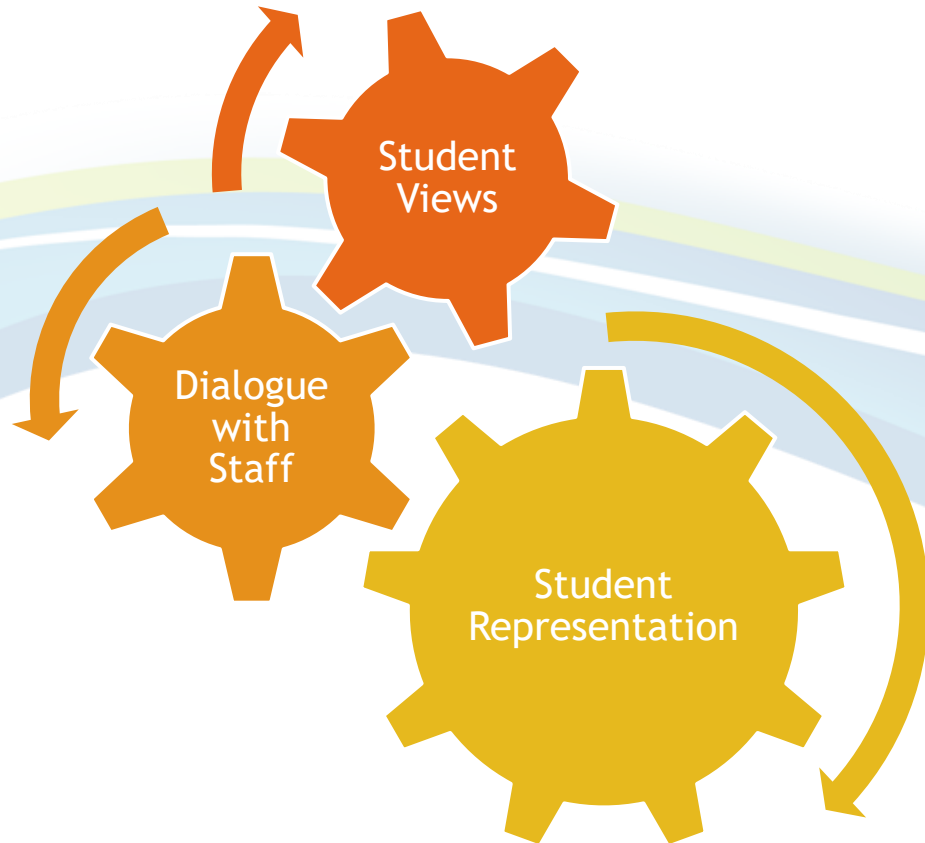 Student
Views
Dialogue
with
Staff
Student
Representation